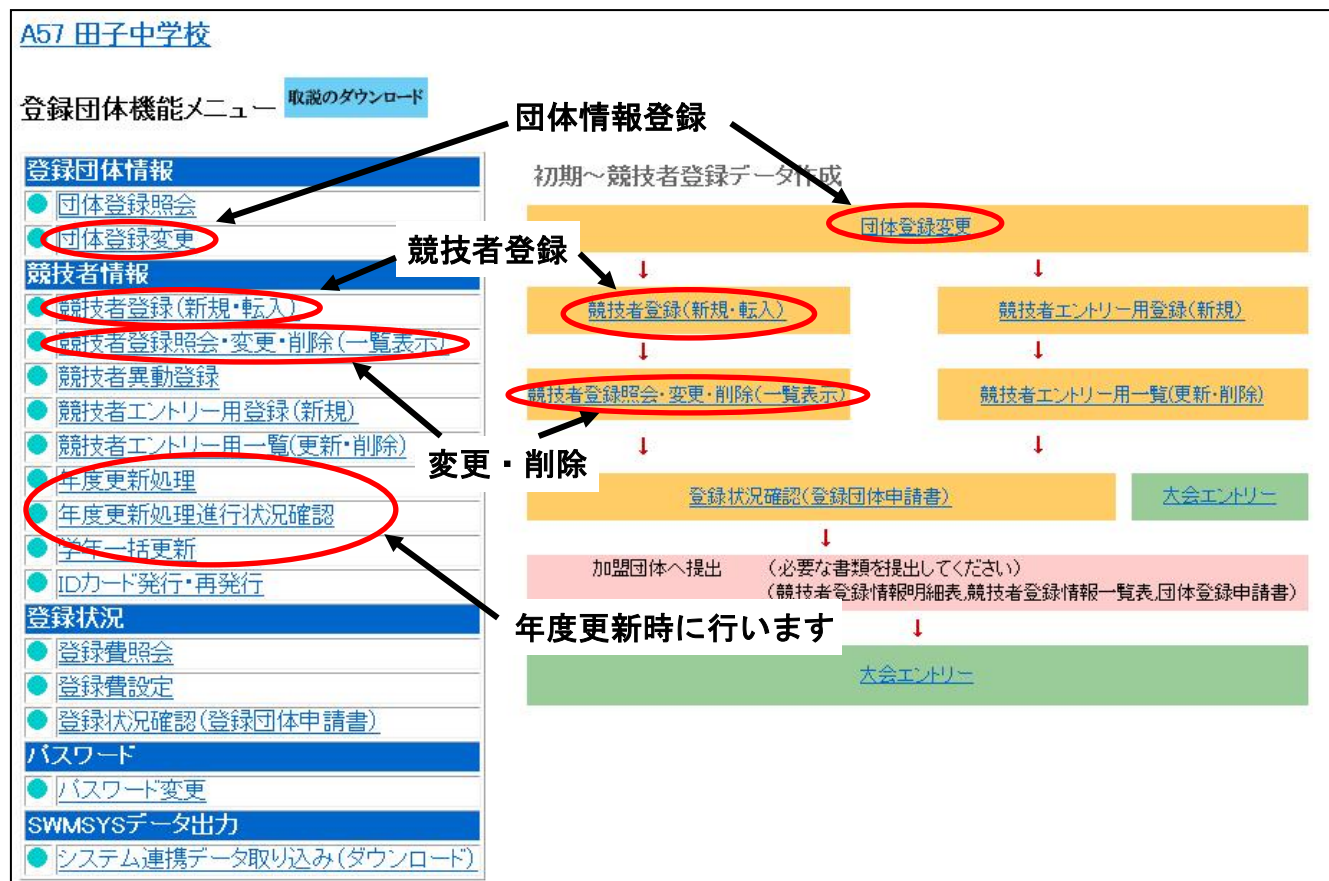 A57 田子中学校
登録団体機能メニュー
取説のダウンロード
団体情報登録
登録団体情報
団体登録照会
団体登録変更
競技者登録
競技者情報
競技者登録(新規・転入)
競技者登録照会・変更・削除(一覧表示)
競技者異動登録
競技者エントリー用登録(新規)
競技者エントリー用一覧(更新・削除)
変更・削除
年度更新処理
年度更新処理進行状況確認
学年一括更新
IDカード発行・再発行
年度更新時に行います
登録状況
登録費照会
登録費設定
登録状況確認(登録団体申請書)
パスワード
パスワード変更
SWMSYSデータ出力
システム連携データ取り込み(ダウンロード)
初期～競技者登録データ作成
団体登録変更
↓ ↓
競技者登録(新規・転入) 競技者エントリー用登録(新規)
↓ ↓
競技者登録照会・変更・削除(一覧表示) 競技者エントリー用一覧(更新・削除)
↓ ↓
登録状況確認(登録団体申請書) 大会エントリー
↓
加盟団体へ提出 (必要な書類を提出してください)
(競技者登録情報明細表,競技者登録情報一覧表,団体登録申請書)
↓
大会エントリー